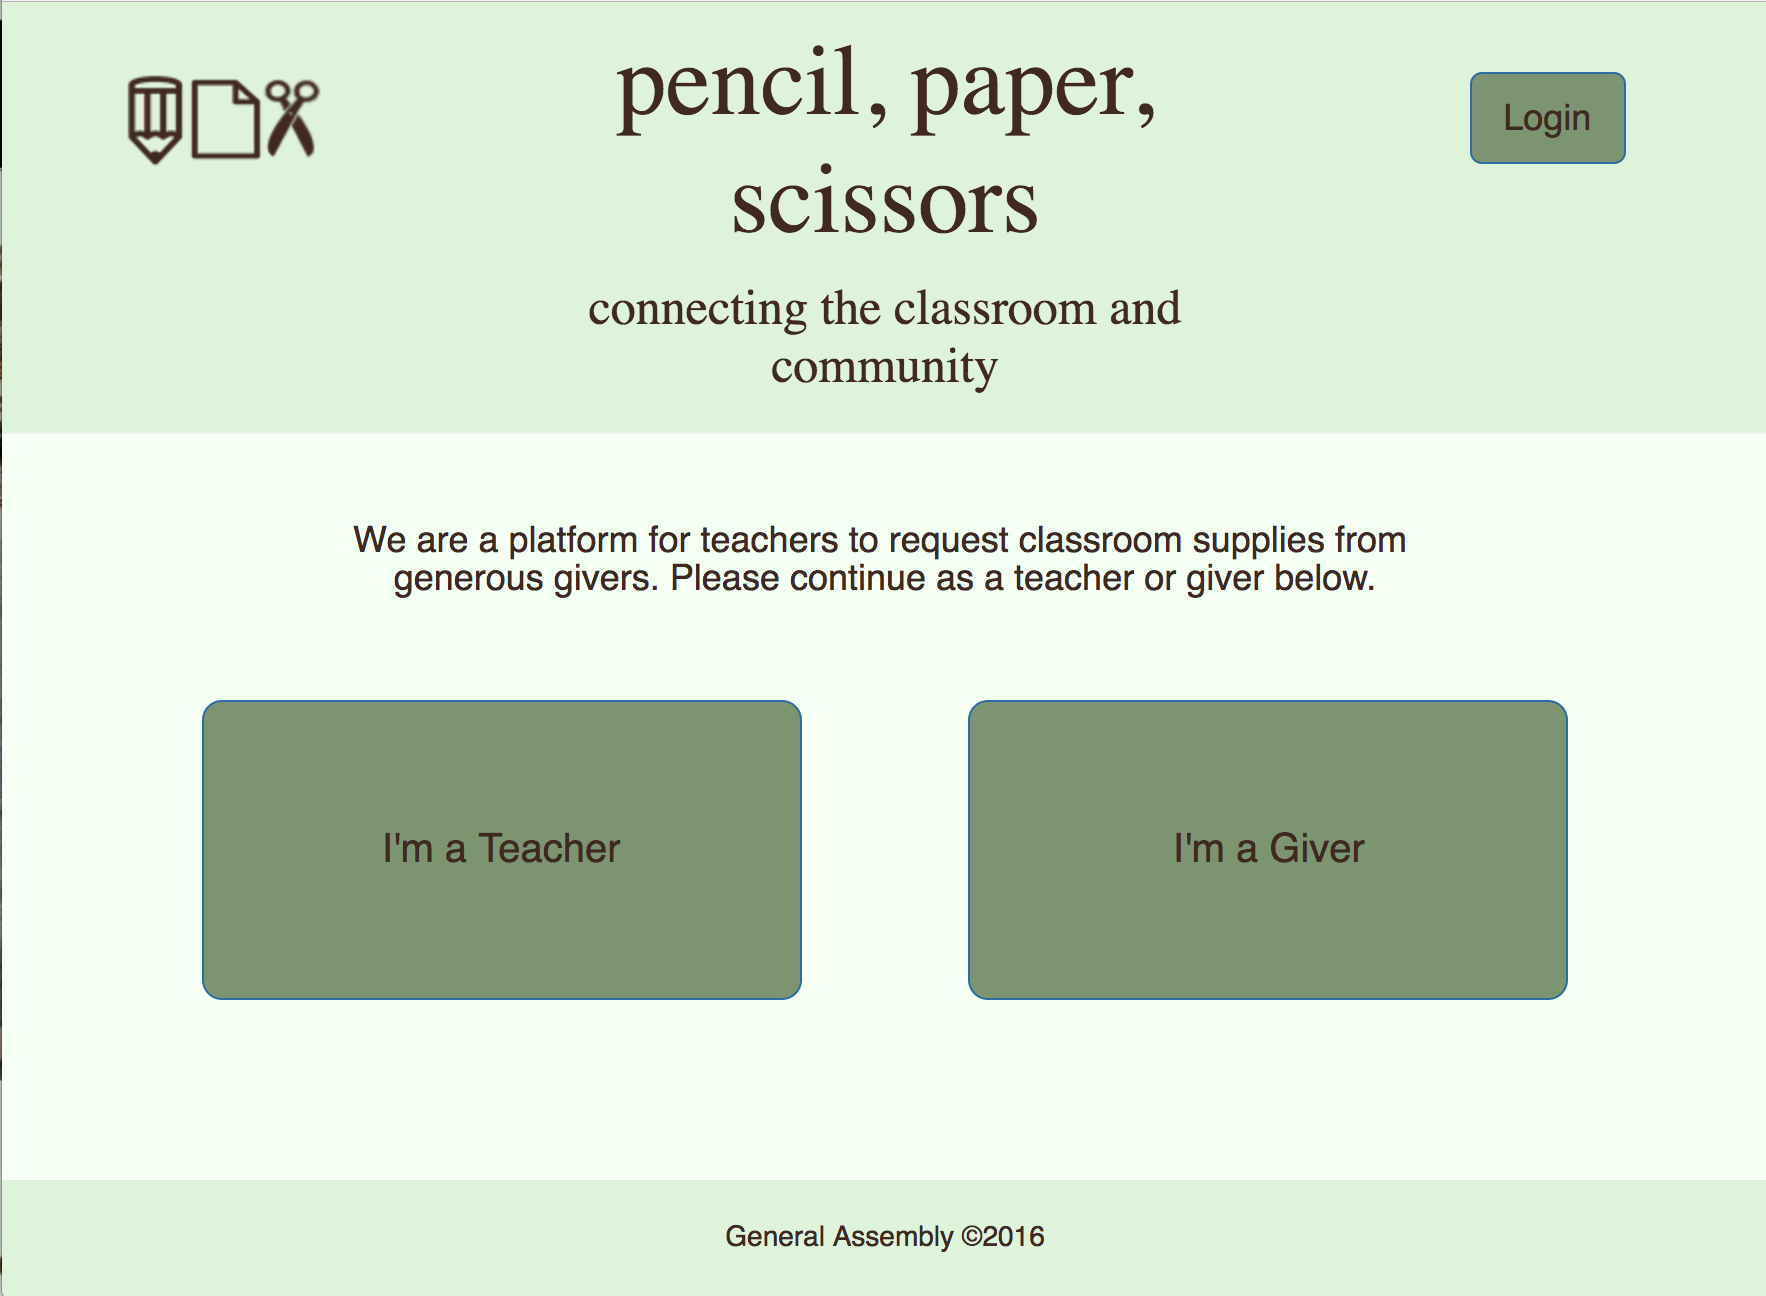 pencil, paper,
scissors
Login
connecting the classroom and
community
We are a platform for teachers to request classroom supplies from
generous givers. Please continue as a teacher or giver below.
I'm a Teacher
I'm a Giver
General Assembly ©2016